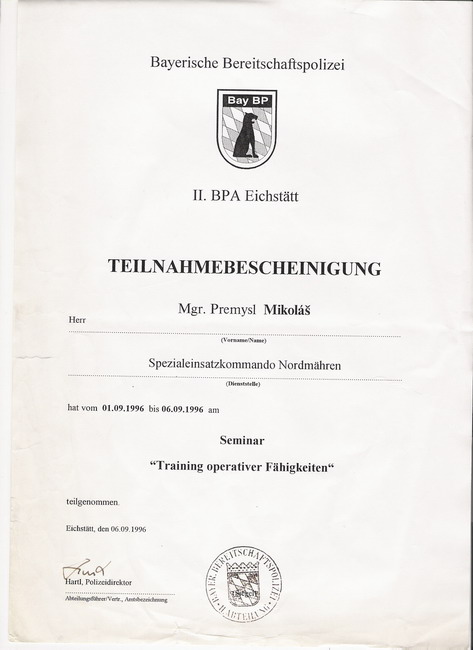 Bayerische Bereitschaftspolizei
Bay BP
II. BPA Eichstätt
TEILNAHMEBESCHEINIGUNG
Mgr. Premysl Mikoláš
Herr
(Vorname/Name)
Spezialeinsatzkommando Nordmähren
(Dienststelle)
hat vom 01.09.1996 bis 06.09.1996 am
Seminar
“Training operativer Fähigkeiten“
teilgenommen.
Eichstätt, den 06.09.1996
Hartl, Polizeidirektor
Abteilungsführer/Vertr., Amtsbezeichnung
BAYER. BEREITSCHAFTSPOLIZEI